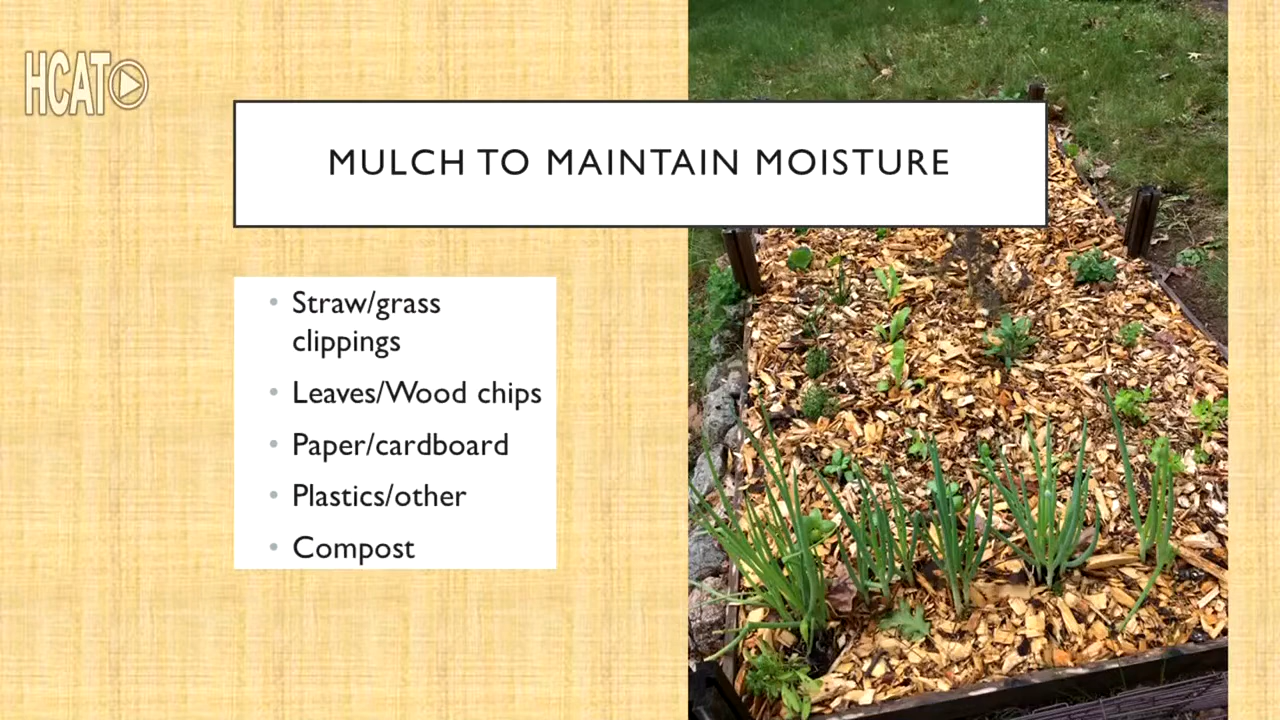 HCAT
MULCH TO MAINTAIN MOISTURE
• Straw/grass
clippings
• Leaves/Wood chips
• Paper/cardboard
• Plastics/other
• Compost